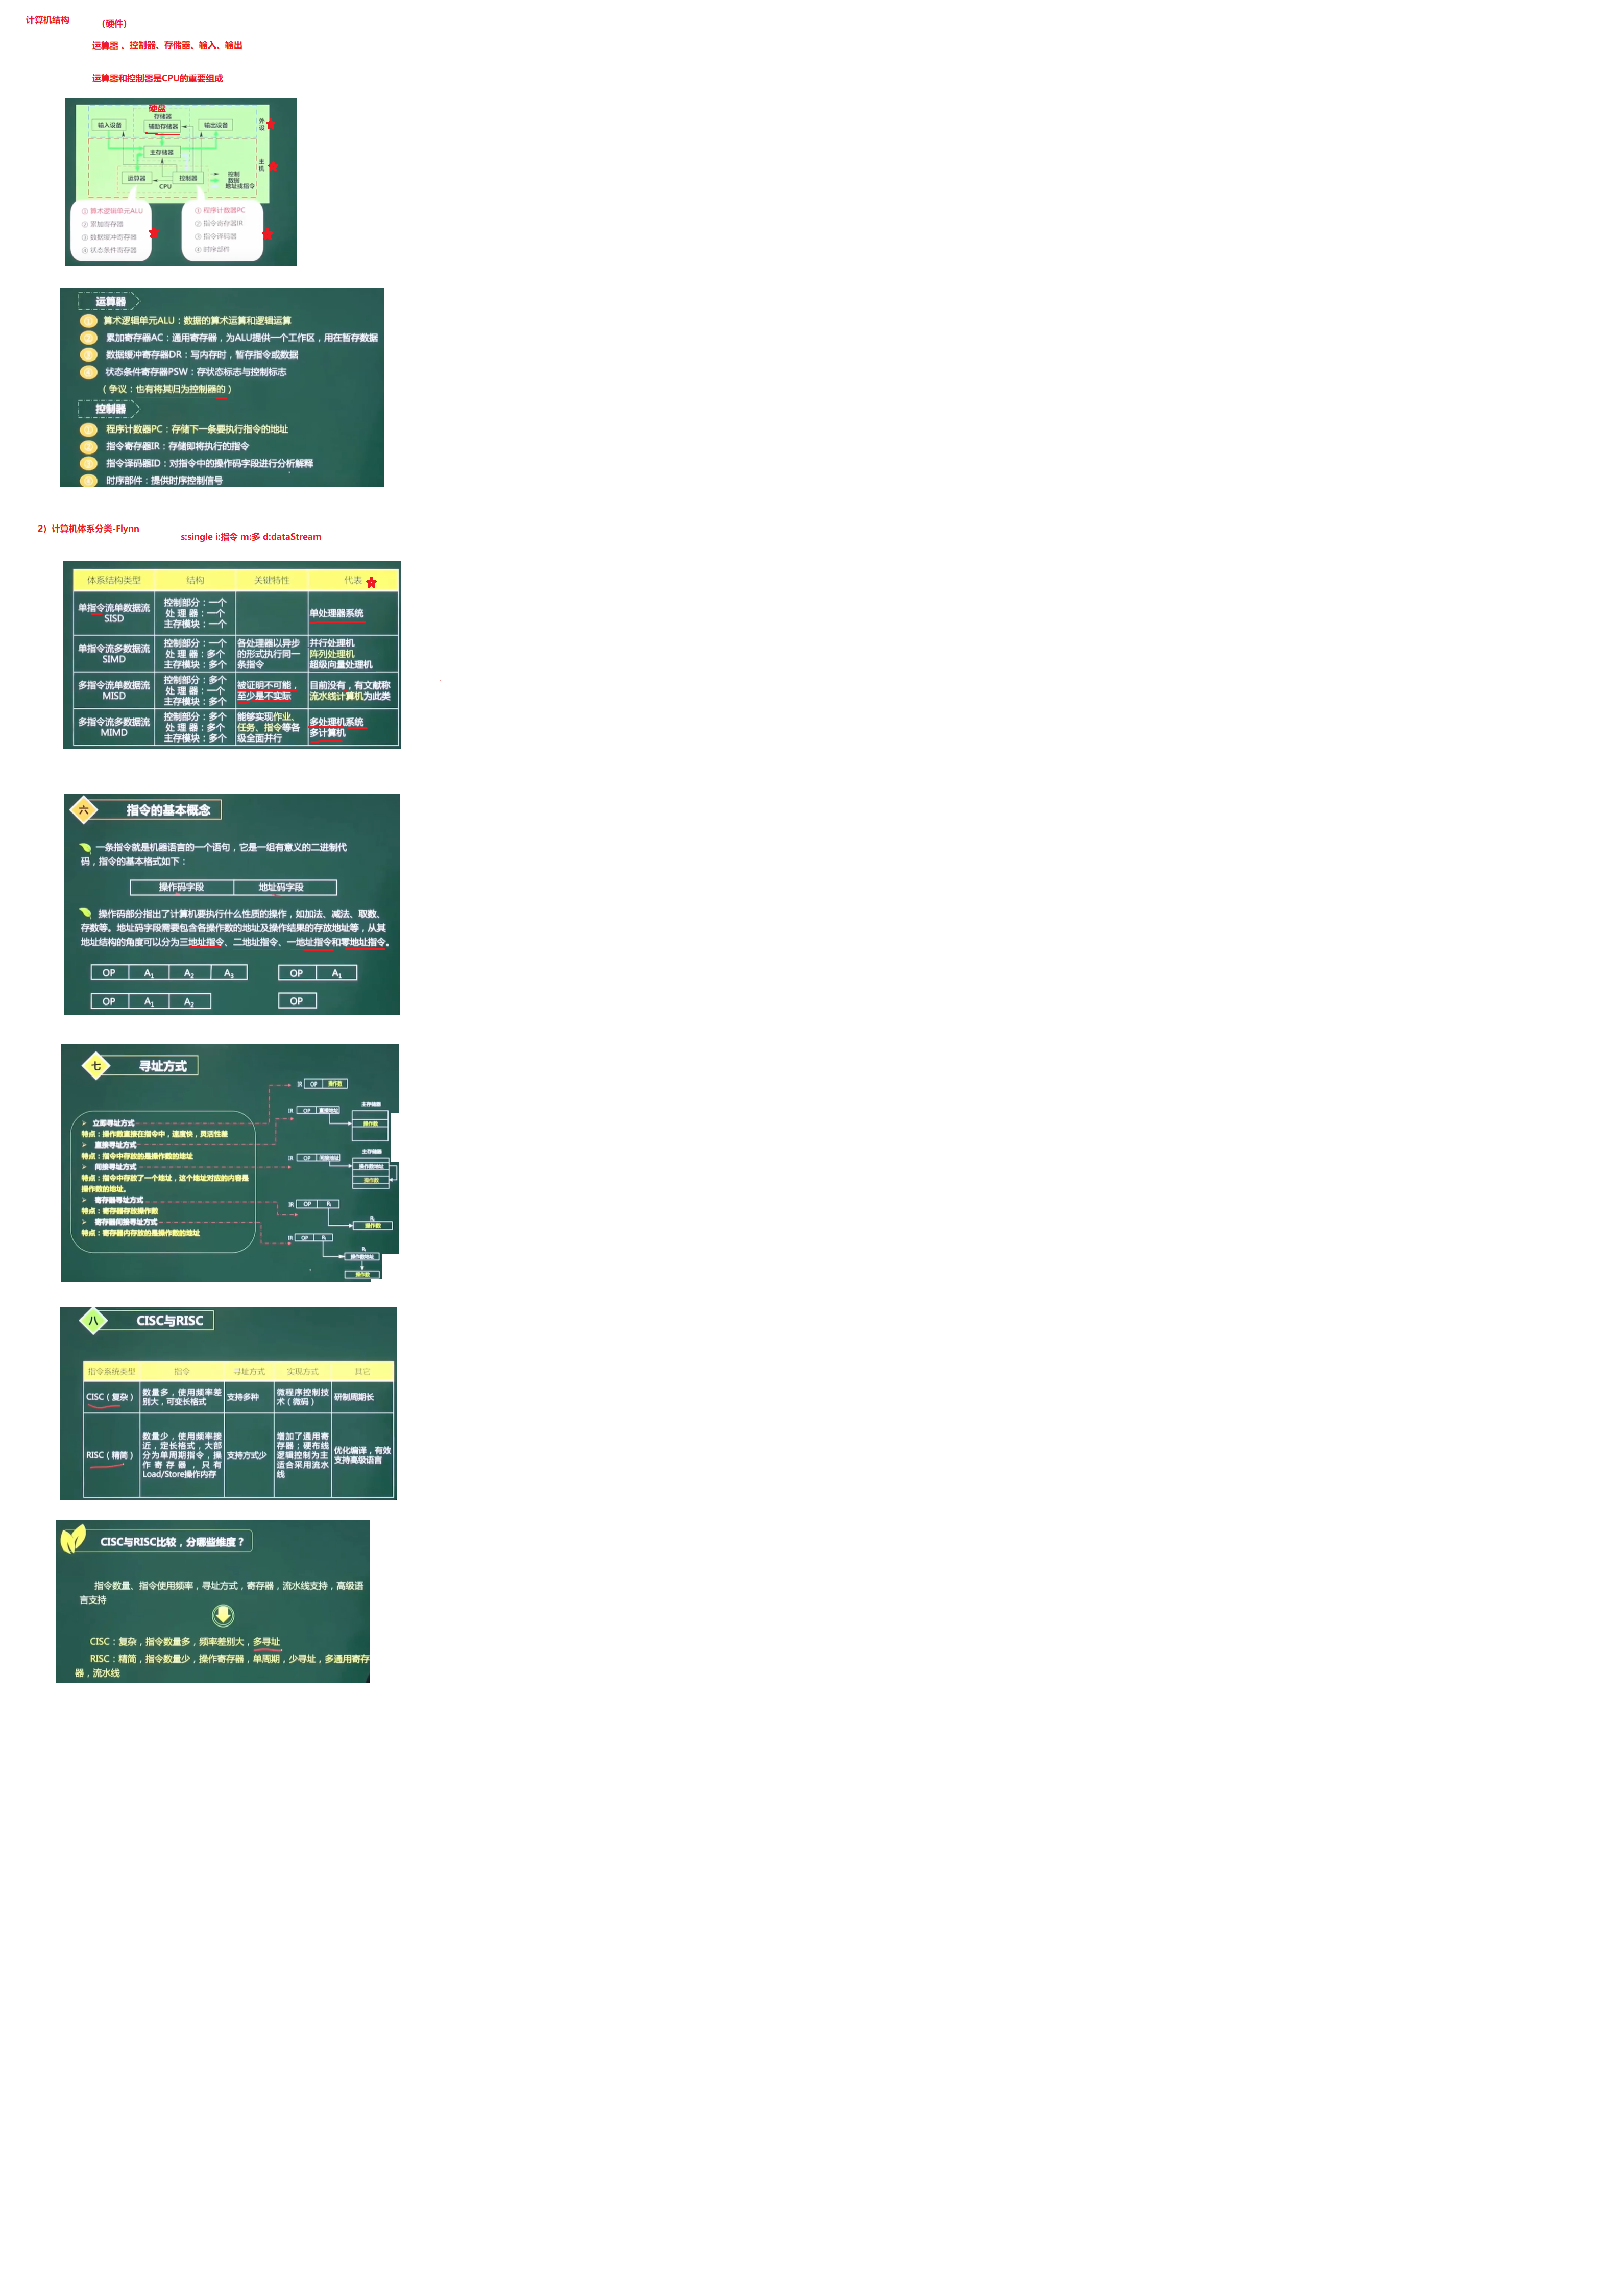 计算机结构
（硬件）
运算器 、控制器、存储器、输入、输出
运算器和控制器是CPU的重要组成
硬盘
存储器
输入设备
辅助存储器
输出设备
外设
主存储器
主机
运算器
控制器
CPU
控制
数据
地址或指令
① 算术逻辑单元ALU
② 累加寄存器
③ 数据缓冲寄存器
④ 状态条件寄存器
① 程序计数器PC
② 指令寄存器IR
③ 指令译码器
④ 时序部件
运算器
① 算术逻辑单元ALU：数据的算术运算和逻辑运算
② 累加寄存器AC：通用寄存器，为ALU提供一个工作区，用在暂存数据
③ 数据缓冲寄存器DR：写内存时，暂存指令或数据
④ 状态条件寄存器PSW：存状态标志与控制标志
（争议：也有将其归为控制器的）
控制器
① 程序计数器PC：存储下一条要执行指令的地址
② 指令寄存器IR：存储即将执行的指令
③ 指令译码器ID：对指令中的操作码字段进行分析解释
④ 时序部件：提供时序控制信号
2）计算机体系分类-Flynn
s:single i:指令 m:多 d:dataStream
体系结构类型 结构 关键特性 代表
单指令流单数据流
SISD
控制部分：一个
处 理 器：一个
主存模块：一个
单处理器系统
单指令流多数据流
SIMD
控制部分：一个
处 理 器：多个
主存模块：多个
各处理器以异步
的形式执行同一
条指令
并行处理机
阵列处理机
超级向量处理机
多指令流单数据流
MISD
控制部分：多个
处 理 器：一个
主存模块：多个
被证明不可能，
至少是不实际
目前没有，有文献称
流水线计算机为此类
多指令流多数据流
MIMD
控制部分：多个
处 理 器：多个
主存模块：多个
能够实现作业、
任务、指令等各
级全面并行
多处理机系统
多计算机
六 指令的基本概念
一条指令就是机器语言的一个语句，它是一组有意义的二进制代
码，指令的基本格式如下：
操作码字段 地址码字段
操作码部分指出了计算机要执行什么性质的操作，如加法、减法、取数、
存数等。地址码字段需要包含各操作数的地址及操作结果的存放地址等，从其
地址结构的角度可以分为三地址指令、二地址指令、一地址指令和零地址指令。
OP A1 A2 A3
OP A1
OP A1 A2
OP
七 寻址方式
➢ 立即寻址方式
特点：操作数直接在指令中，速度快，灵活性差
➢ 直接寻址方式
特点：指令中存放的是操作数的地址
➢ 间接寻址方式
特点：指令中存放了一个地址，这个地址对应的内容是
操作数的地址。
➢ 寄存器寻址方式
特点：寄存器存放操作数
➢ 寄存器间接寻址方式
特点：寄存器内存放的是操作数的地址
IR OP 操作数
主存储器
IR OP 直接地址
操作数
主存储器
IR OP 间接地址
操作数地址
操作数
IR OP Ri
Ri
操作数
IR OP Ri
Ri
操作数地址
操作数
八 CISC与RISC
指令系统类型 指令 寻址方式 实现方式 其它
CISC（复杂）
数量多，使用频率差
别大，可变长格式
支持多种
微程序控制技
术（微码）
研制周期长
RISC（精简）
数量少，使用频率接
近，定长格式，大部
分为单周期指令，操
作寄存器，只有
Load/Store操作内存
支持方式少
增加了通用寄
存器；硬布线
逻辑控制为主
适合采用流水
线
优化编译，有效
支持高级语言
CISC与RISC比较，分哪些维度？
指令数量、指令使用频率，寻址方式，寄存器，流水线支持，高级语
言支持
CISC：复杂，指令数量多，频率差别大，多寻址
RISC：精简，指令数量少，操作寄存器，单周期，少寻址，多通用寄存
器，流水线